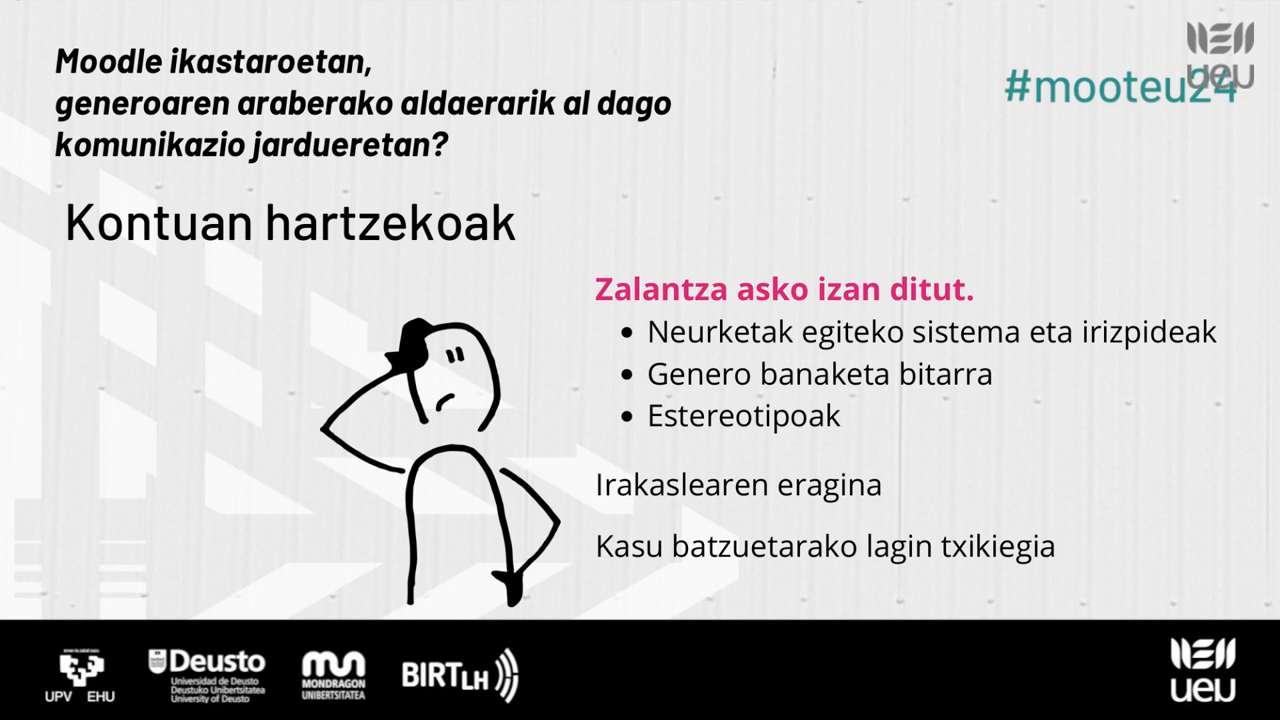 Moodle ikastaroetan,
generoaren araberako aldaerarik al dago
komunikazio jardueretan?
ueu
#mooteu24
Kontuan hartzekoak
Zalantza asko izan ditut.
• Neurketak egiteko sistema eta irizpideak
• Genero banaketa bitarra
• Estereotipoak
Irakaslearen eragina
Kasu batzuetarako lagin txikiegia
UPV EHU
Deusto
Universidad de Deusto
Deustuko Unibertsitatea
University of Deusto
MONDRAGON
UNIBERTSITATEA
BIRTLH
ueu